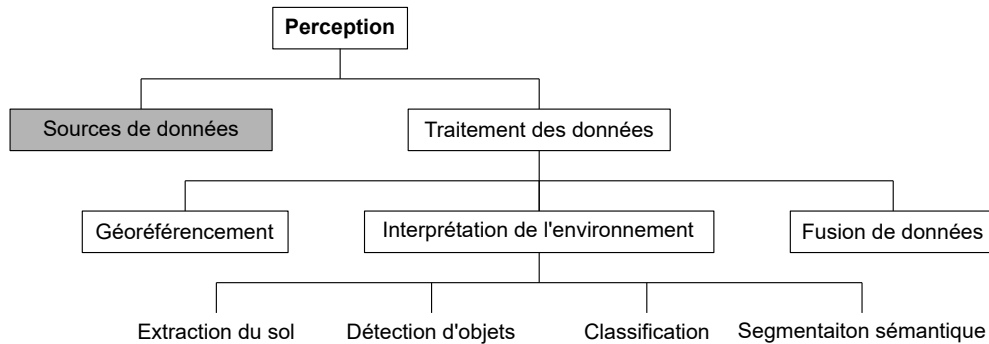 Perception
Sources de données
Traitement des données
Géoréférencement
Interprétation de l'environnement
Fusion de données
Extraction du sol
Détection d'objets
Classification
Segmentaiton sémantique